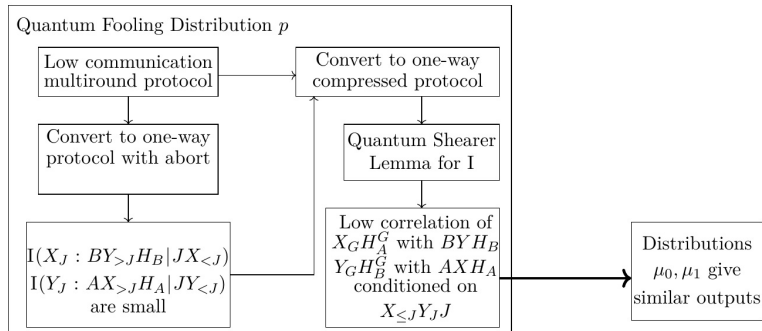 Quantum Fooling Distribution p
Low communication
multiround protocol
Convert to one-way
compressed protocol
Convert to one-way
protocol with abort
Quantum Shearer
Lemma for I
I(X_J : BY_{>J}H_B|JX_{<J})
I(Y_J : AX_{>J}H_A|JY_{<J})
are small
Low correlation of
X_G H_A^G with BYH_B
Y_G H_B^G with AXH_A
conditioned on
X_{≤J}Y_J J
Distributions
μ_0, μ_1 give
similar outputs